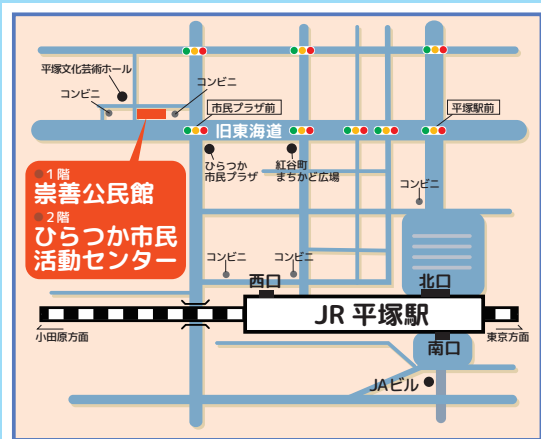 平塚文化芸術ホール
コンビニ
コンビニ
市民プラザ前
平塚駅前
旧東海道
ひらつか
市民プラザ
紅谷町
まちかど広場
コンビニ
●1階
崇善公民館
●2階
ひらつか市民
活動センター
コンビニ
コンビニ
西口
北口
JR 平塚駅
小田原方面
東京方面
南口
JAビル